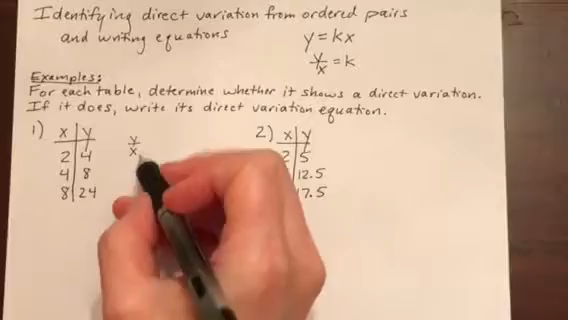 Identifying direct variation from ordered pairs
and writing equations
y = kx
y/x = k
Examples:
For each table, determine whether it shows a direct variation.
If it does, write its direct variation equation.
1) x | y
2 | 4
4 | 8
8 | 24
y/x
2) x | y
2 | 5
12.5
17.5